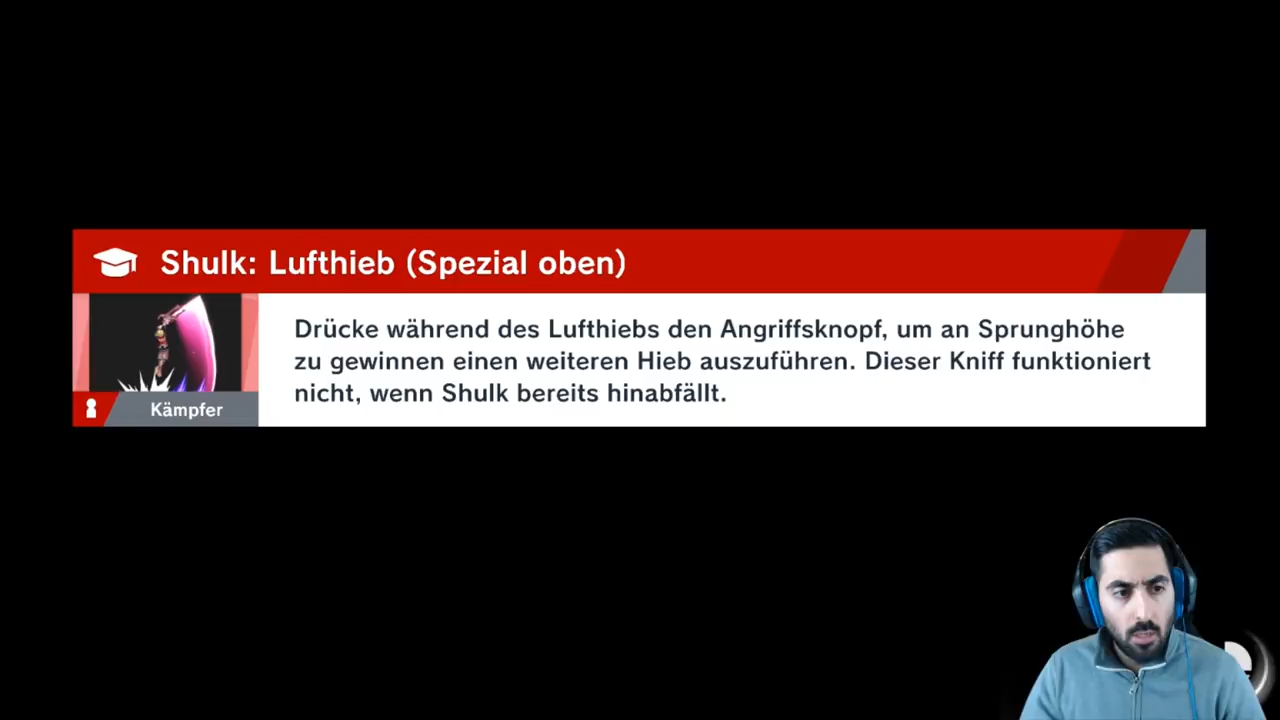 Shulk: Lufthieb (Spezial oben)
Drücke während des Lufthiebs den Angriffsknopf, um an Sprunghöhe
zu gewinnen einen weiteren Hieb auszuführen. Dieser Kniff funktioniert
nicht, wenn Shulk bereits hinabfällt.
Kämpfer